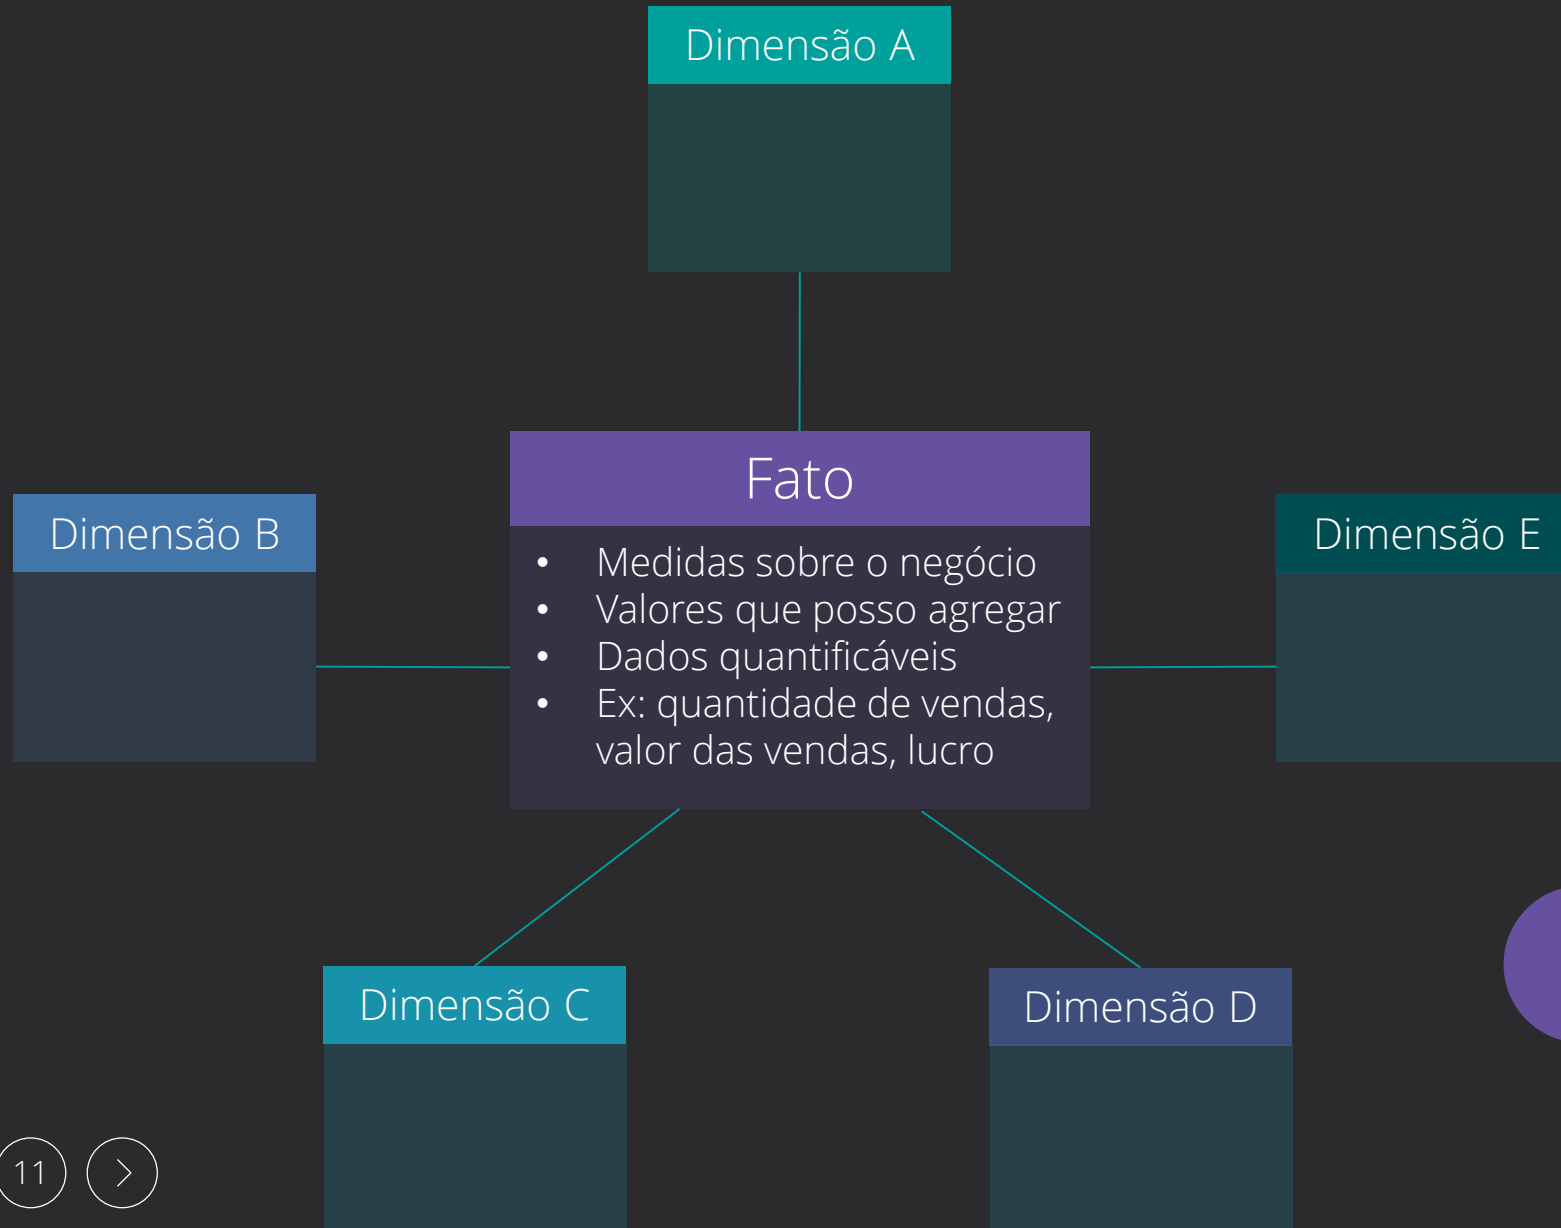 Dimensão A
Fato
• Medidas sobre o negócio
• Valores que posso agregar
• Dados quantificáveis
• Ex: quantidade de vendas,
valor das vendas, lucro
Dimensão B
Dimensão E
Dimensão C
Dimensão D
11